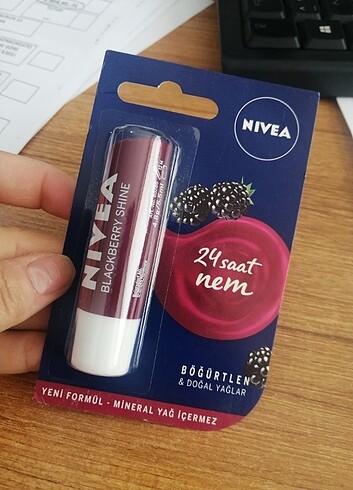 NIVEA
NIVEA
BLACKBERRY SHINE
24 saat
nem
BÖĞÜRTLEN
& DOĞAL YAĞLAR
YENİ FORMÜL - MİNERAL YAĞ İÇERMEZ